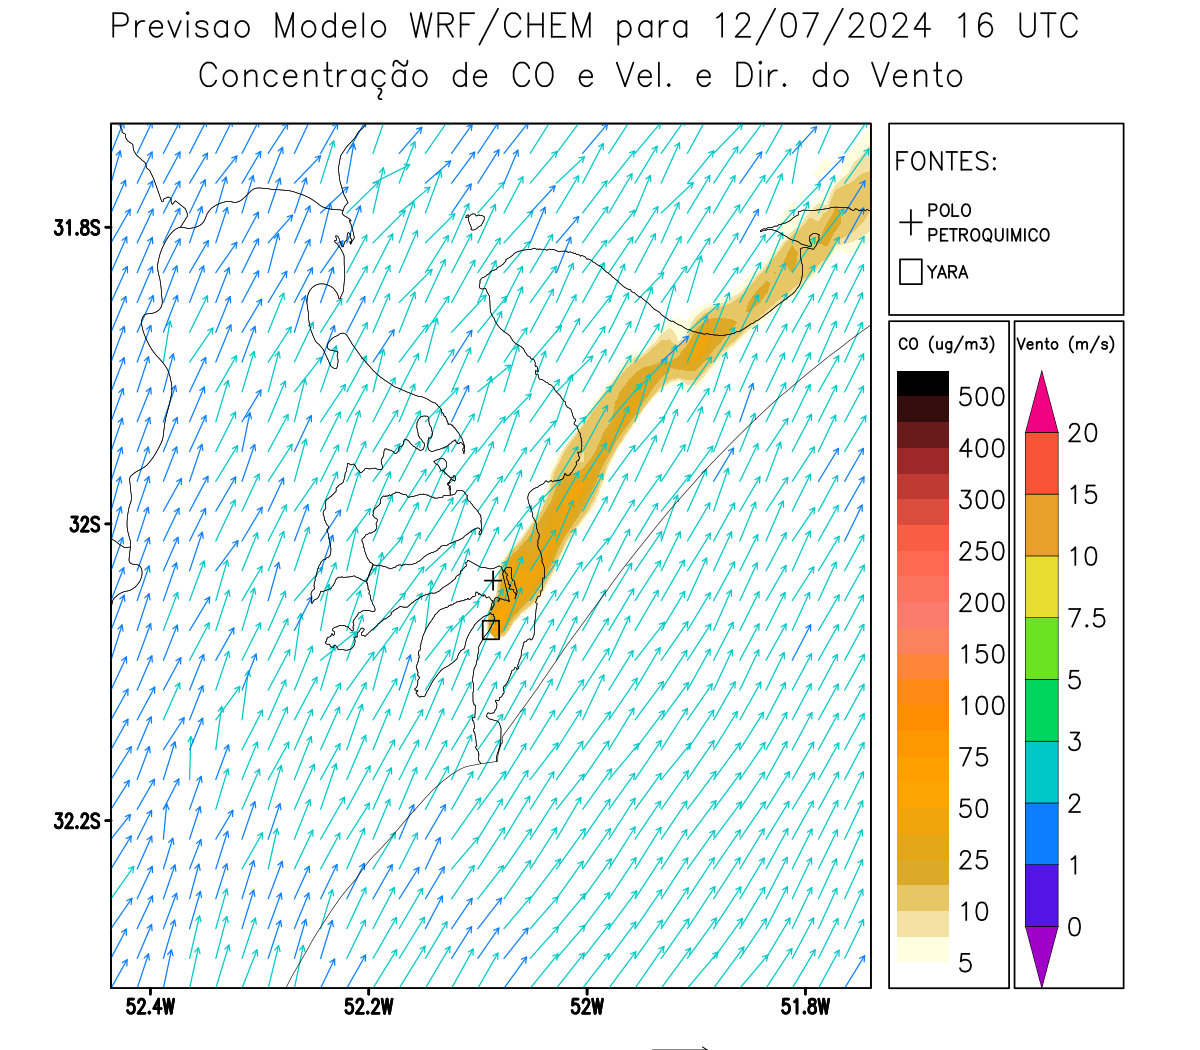 Previsao Modelo WRF/CHEM para 12/07/2024 16 UTC
Concentração de CO e Vel. e Dir. do Vento
FONTES:
POLO
PETROQUIMICO
YARA
CO (ug/m3)
500
400
300
250
200
150
100
75
50
25
10
5
Vento (m/s)
20
15
10
7.5
5
3
2
1
0
31.8S
32S
32.2S
52.4W
52.2W
52W
51.8W